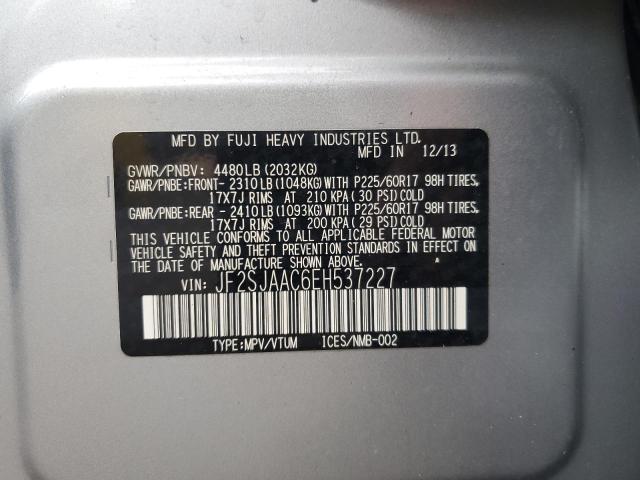 MFD BY FUJI HEAVY INDUSTRIES LTD.
MFD IN 12/13
GVWR/PNBV: 4480LB(2032KG)
GAWR/PNBE:FRONT-2310LB(1048KG)WITH P225/60R17 98H TIRES,
17X7J RIMS AT 210 KPA(30 PSI)COLD
GAWR/PNBE:REAR -2410LB(1093KG)WITH P225/60R17 98H TIRES,
17X7J RIMS AT 200 KPA(29 PSI)COLD
THIS VEHICLE CONFORMS TO ALL APPLICABLE FEDERAL MOTOR
VEHICLE SAFETY AND THEFT PREVENTION STANDARDS IN EFFECT ON
THE DATE OF MANUFACTURE SHOWN ABOVE. A
VIN: JF2SJAAC6EH537227
TYPE:MPV/VTUM ICES/NMB-002